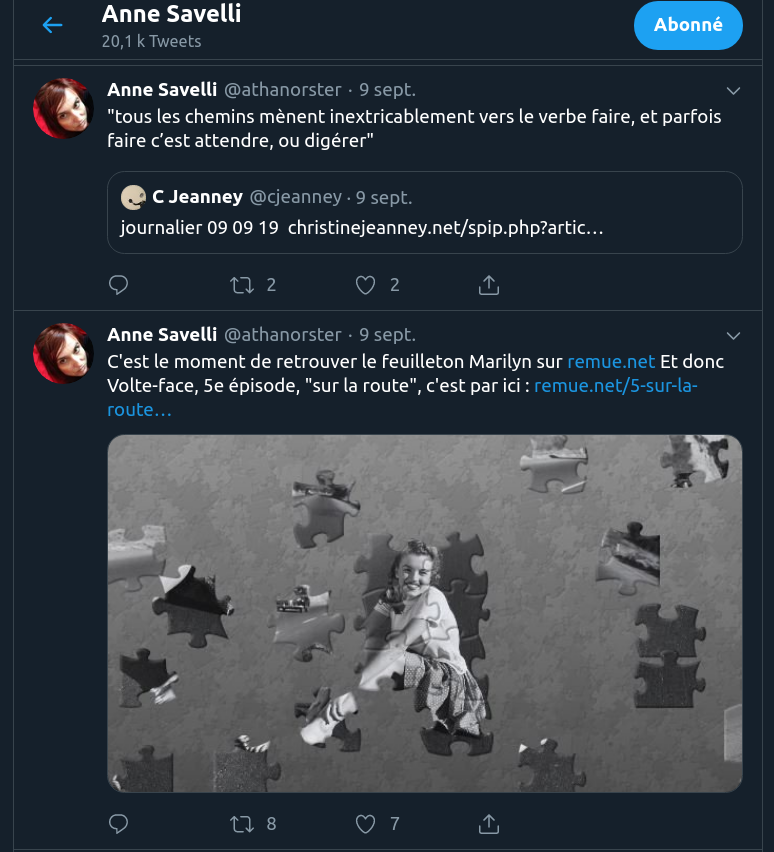 Anne Savelli
20,1 k Tweets
Abonné
Anne Savelli @athanorster · 9 sept.
"tous les chemins mènent inextricablement vers le verbe faire, et parfois
faire c’est attendre, ou digérer"
C Jeanney @cjeanney · 9 sept.
journalier 09 09 19 christinejeanney.net/spip.php?artic…
2 2
Anne Savelli @athanorster · 9 sept.
C'est le moment de retrouver le feuilleton Marilyn sur remue.net Et donc
Volte-face, 5e épisode, "sur la route", c'est par ici : remue.net/5-sur-la-
route…
8 7